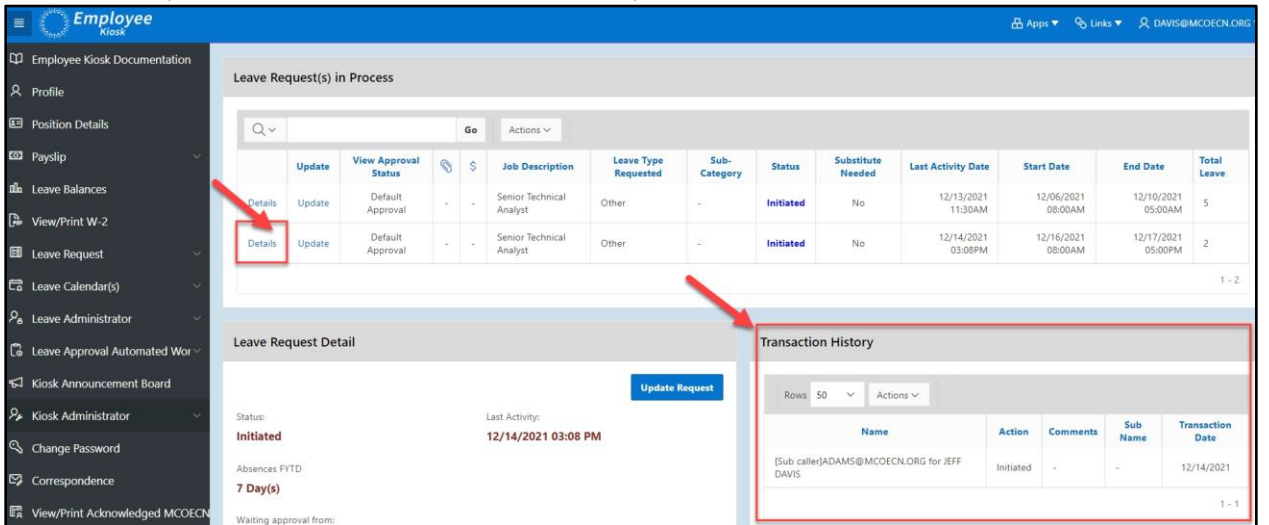 Employee
Kiosk
Apps ▼ Links ▼ DAVIS@MCOECN.ORG
Employee Kiosk Documentation
Profile
Position Details
Payslip
Leave Balances
View/Print W-2
Leave Request
Leave Calendar(s)
Leave Administrator
Leave Approval Automated Wor
Kiosk Announcement Board
Kiosk Administrator
Change Password
Correspondence
View/Print Acknowledged MCOECN
Leave Request(s) in Process
Go Actions
Update View Approval Status $ Job Description Leave Type Requested Sub-Category Status Substitute Needed Last Activity Date Start Date End Date Total Leave
Details Update Default Approval - - Senior Technical Analyst Other - Initiated No 12/13/2021 11:30AM 12/06/2021 08:00AM 12/10/2021 05:00AM 5
Details Update Default Approval - - Senior Technical Analyst Other - Initiated No 12/14/2021 03:08PM 12/16/2021 08:00AM 12/17/2021 05:00PM 2
1 - 2
Leave Request Detail
Update Request
Status: Last Activity:
Initiated 12/14/2021 03:08 PM
Absences FYTD
7 Day(s)
Waiting approval from:
Transaction History
Rows 50 Actions
Name Action Comments Sub Name Transaction Date
[Sub caller]ADAMS@MCOECN.ORG for JEFF DAVIS Initiated - - 12/14/2021
1 - 1